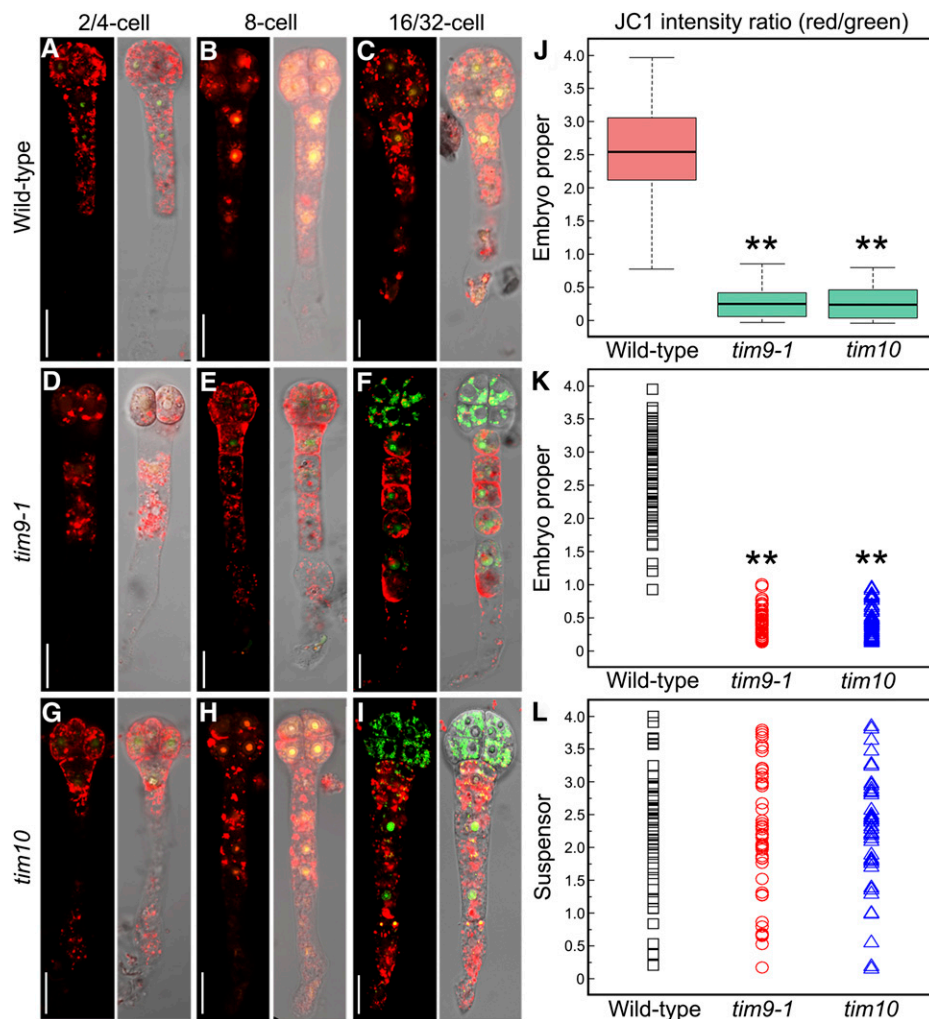 2/4-cell 8-cell 16/32-cell JC1 intensity ratio (red/green)
Wild-type
A B C
tim9-1
D E F
tim10
G H I
J
Embryo proper
4.0
3.5
3.0
2.5
2.0
1.5
1.0
0.5
0
** **
Wild-type tim9-1 tim10
K
Embryo proper
4.0
3.5
3.0
2.5
2.0
1.5
1.0
0.5
0
** **
Wild-type tim9-1 tim10
L
Suspensor
4.0
3.5
3.0
2.5
2.0
1.5
1.0
0.5
0
Wild-type tim9-1 tim10